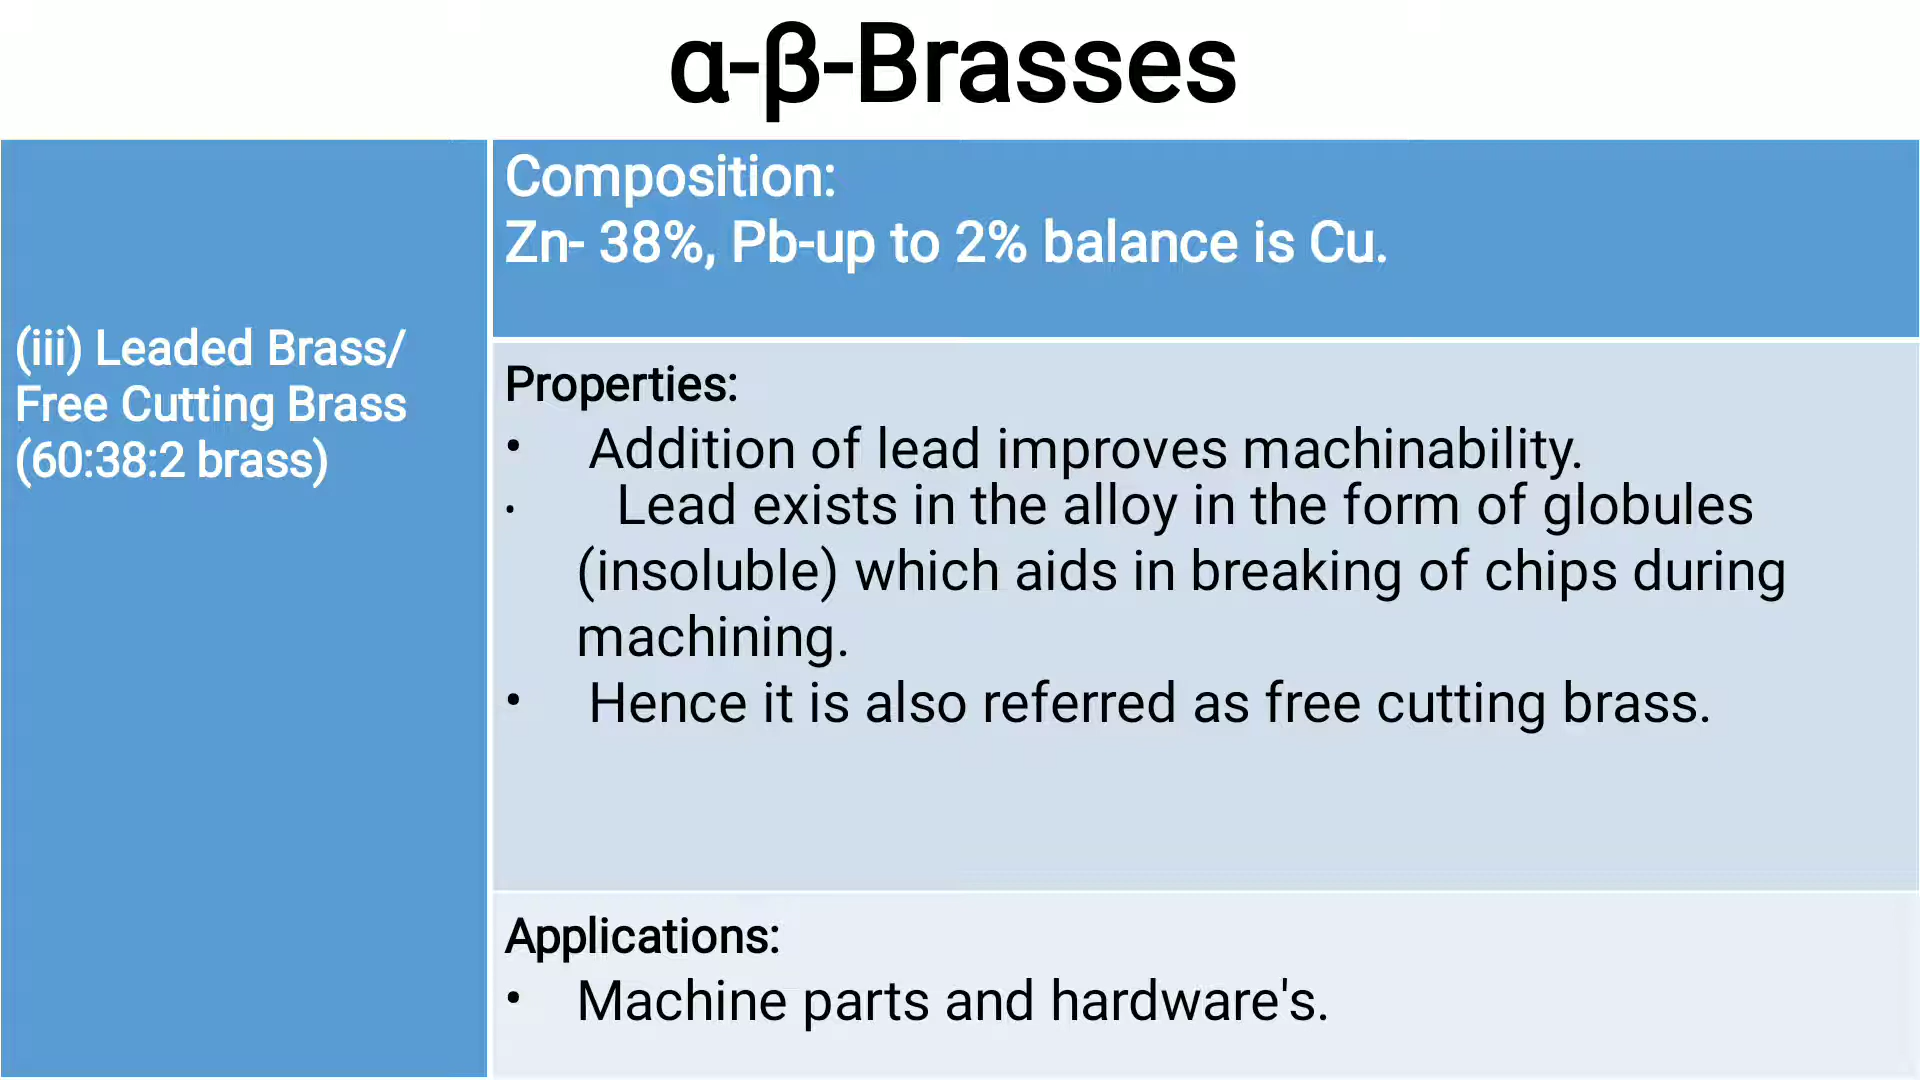 α-β-Brasses
(iii) Leaded Brass/
Free Cutting Brass
(60:38:2 brass)
Composition:
Zn- 38%, Pb-up to 2% balance is Cu.
Properties:
• Addition of lead improves machinability.
• Lead exists in the alloy in the form of globules
(insoluble) which aids in breaking of chips during
machining.
• Hence it is also referred as free cutting brass.
Applications:
• Machine parts and hardware's.